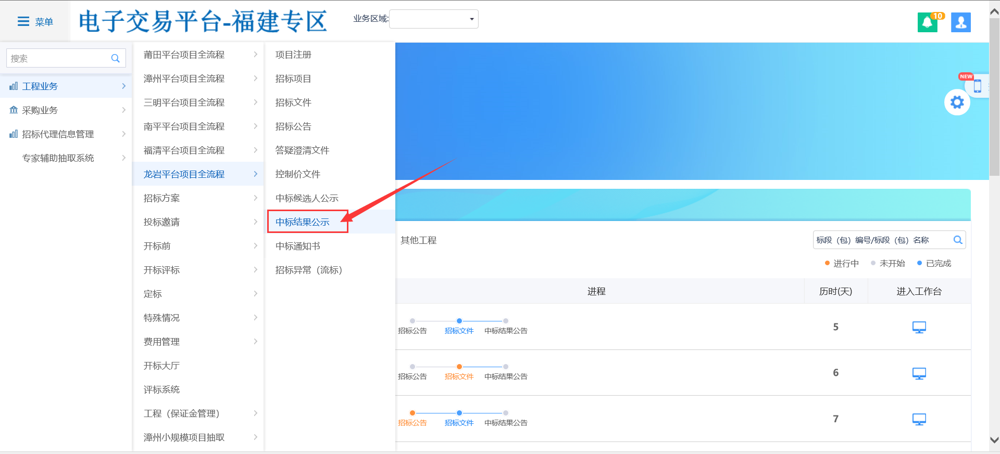 菜单
电子交易平台-福建专区
业务区域:
10
搜索
工程业务
采购业务
招标代理信息管理
专家辅助抽取系统
莆田平台项目全流程
漳州平台项目全流程
三明平台项目全流程
南平平台项目全流程
福清平台项目全流程
龙岩平台项目全流程
招标方案
投标邀请
开标前
开标评标
定标
特殊情况
费用管理
开标大厅
评标系统
工程（保证金管理）
漳州小规模项目抽取
项目注册
招标项目
招标文件
招标公告
答疑澄清文件
控制价文件
中标候选人公示
中标结果公示
中标通知书
招标异常（流标）
NEW
其他工程
标段（包）编号/标段（包）名称
进行中 未开始 已完成
进程 历时(天) 进入工作台
招标公告 招标文件 中标结果公告 5
招标公告 招标文件 中标结果公告 6
招标公告 招标文件 中标结果公告 7